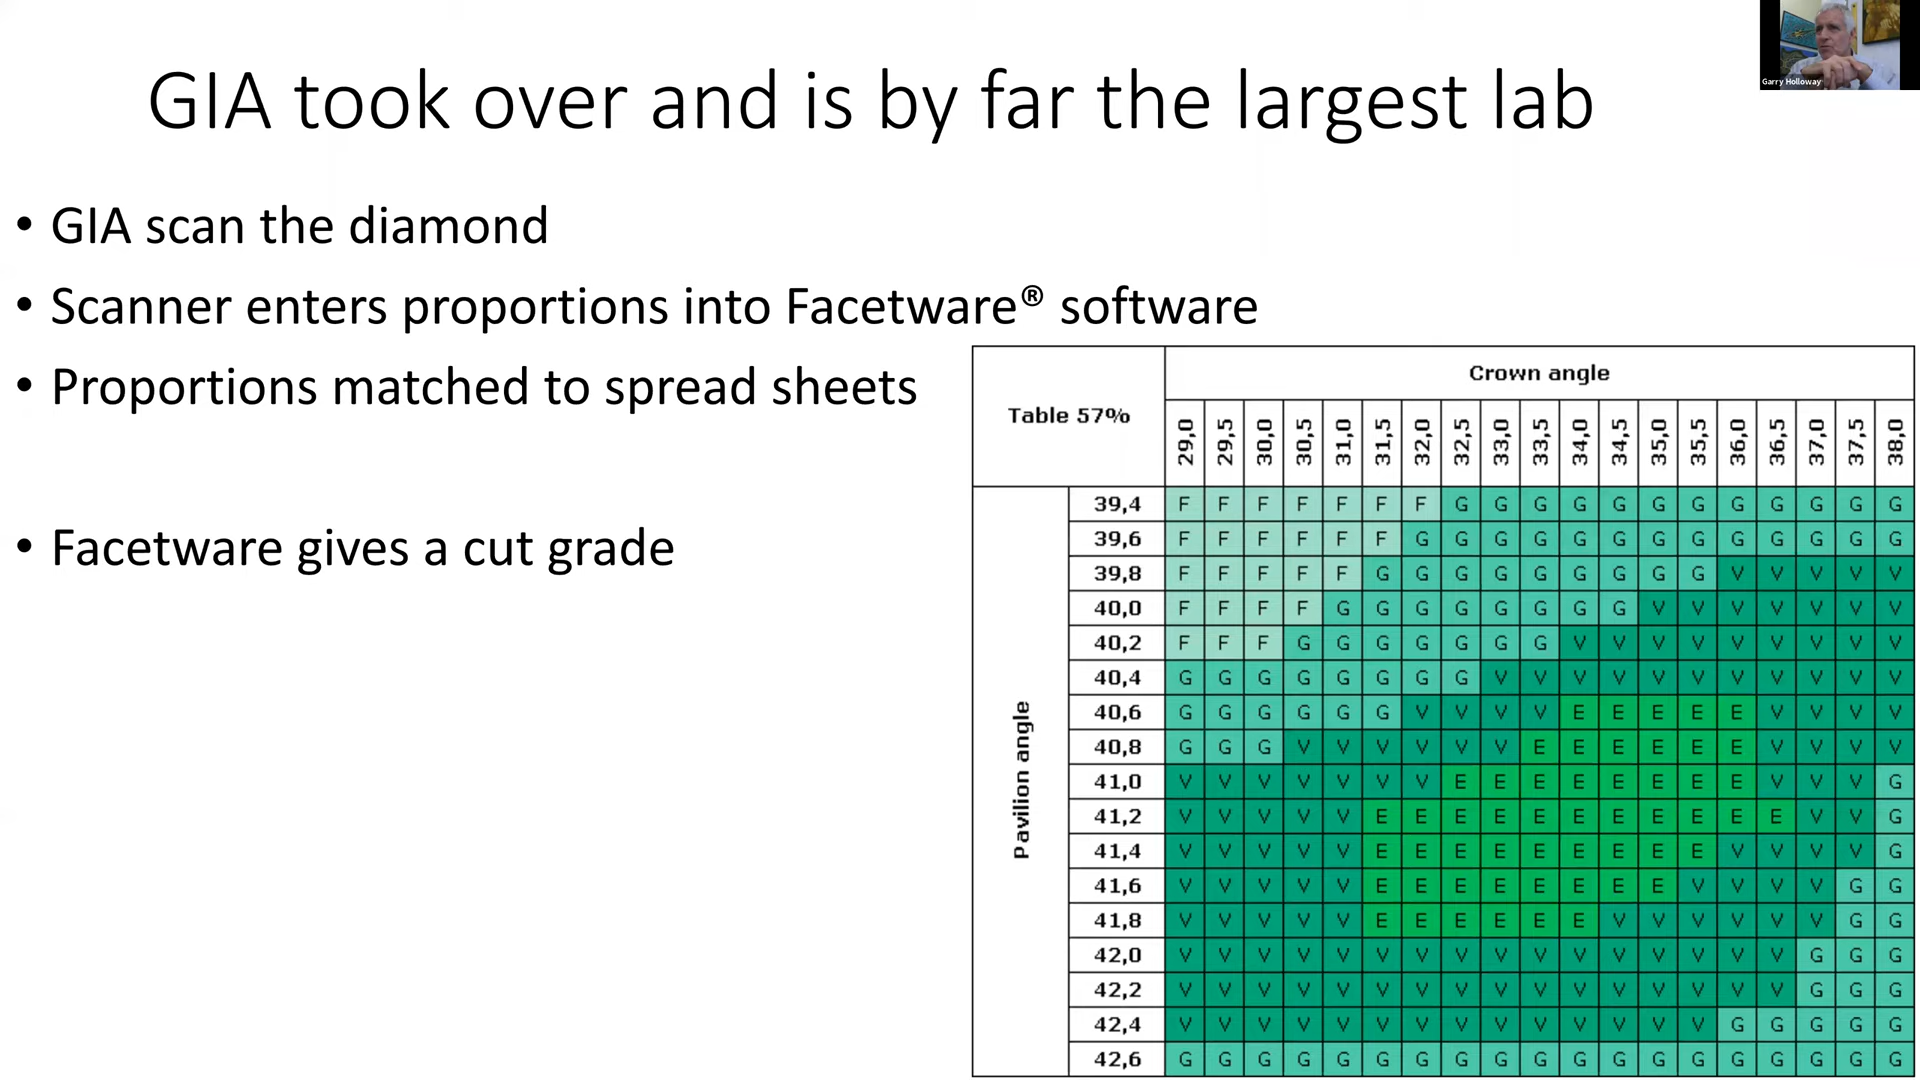 GIA took over and is by far the largest lab
Garry Holloway
• GIA scan the diamond
• Scanner enters proportions into Facetware® software
• Proportions matched to spread sheets
• Facetware gives a cut grade
Table 57%
Crown angle
29,0 29,5 30,0 30,5 31,0 31,5 32,0 32,5 33,0 33,5 34,0 34,5 35,0 35,5 36,0 36,5 37,0 37,5 38,0
Pavilion angle
39,4 F F F F F F F G G G G G G G G G G G G
39,6 F F F F F F G G G G G G G G G G G G G
39,8 F F F F F G G G G G G G G G V V V V V
40,0 F F F F G G G G G G G G V V V V V V V
40,2 F F F G G G G G G G V V V V V V V V V
40,4 G G G G G G G G V V V V V V V V V V V
40,6 G G G G G G V V V V E E E E E V V V V
40,8 G G G V V V V V V E E E E E E V V V V
41,0 V V V V V V V E E E E E E E E V V V G
41,2 V V V V V E E E E E E E E E E E V V G
41,4 V V V V V E E E E E E E E E V V V V G
41,6 V V V V V E E E E E E E E V V V V G G
41,8 V V V V V E E E E E E V V V V V V G G
42,0 V V V V V V V V V V V V V V V V G G G
42,2 V V V V V V V V V V V V V V V V G G G
42,4 V V V V V V V V V V V V V V G G G G G
42,6 G G G G G G G G G G G G G G G G G G G